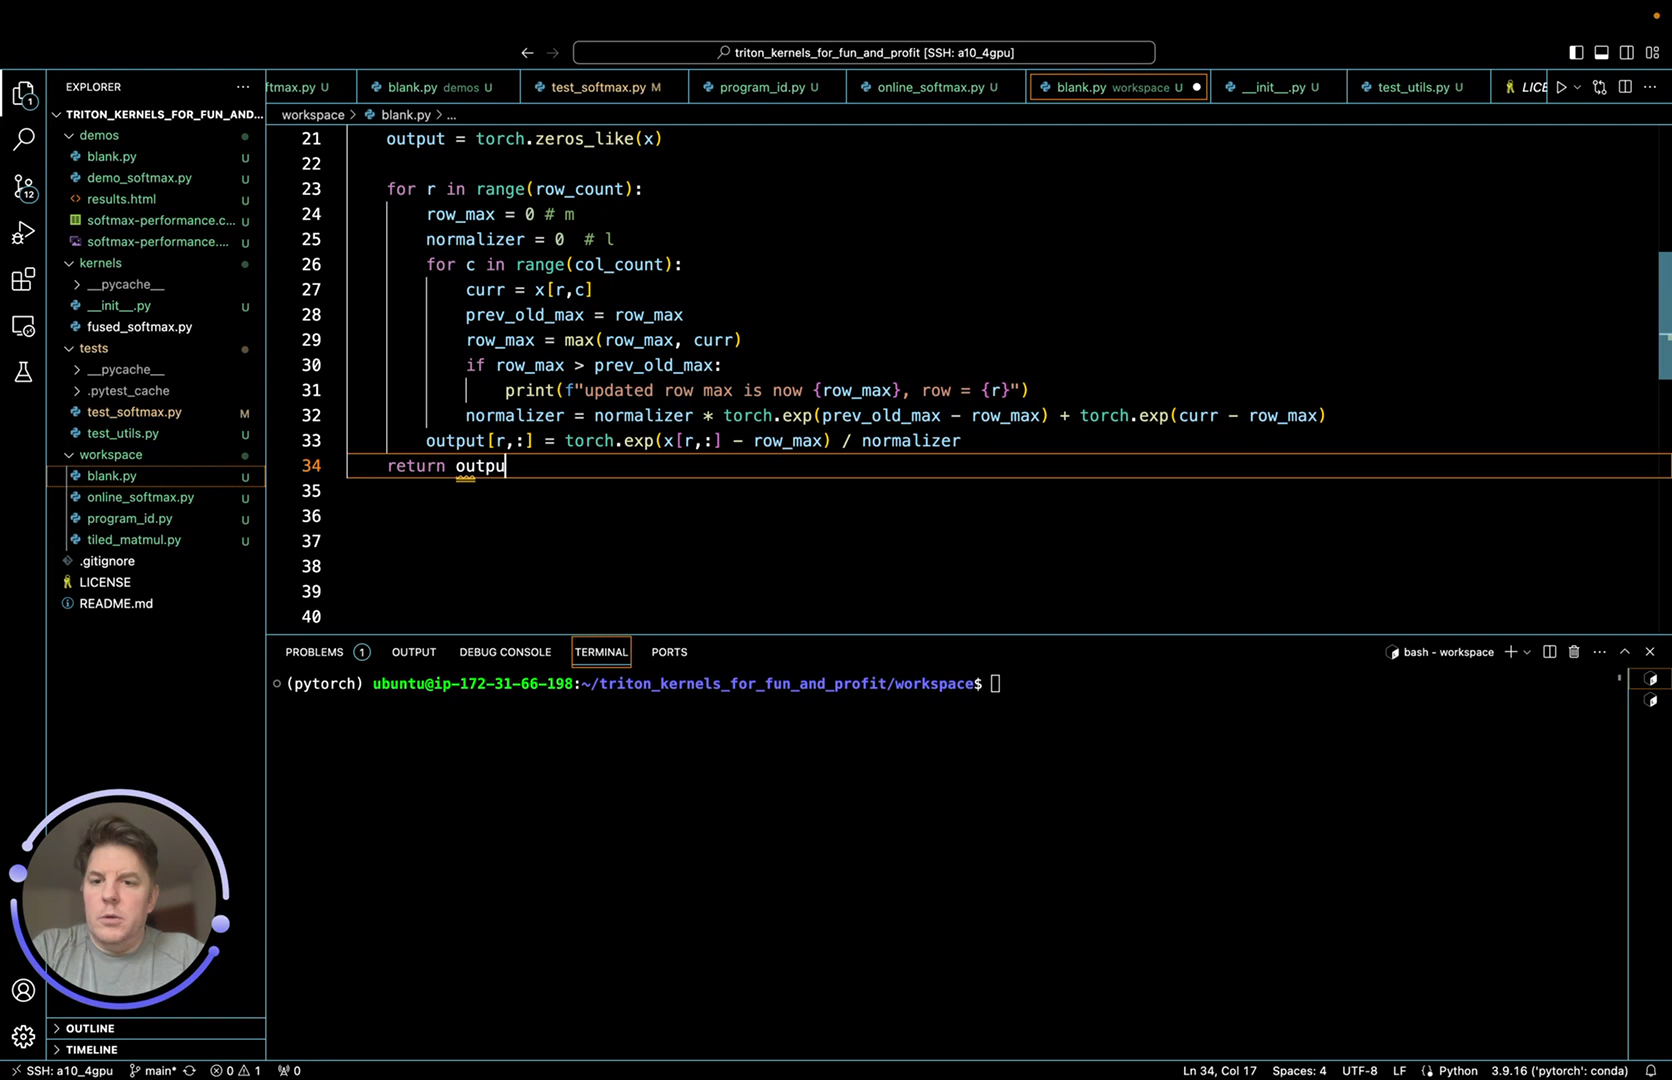 triton_kernels_for_fun_and_profit [SSH: a10_4gpu]
EXPLORER
ftmax.py U
blank.py demos U
test_softmax.py M
program_id.py U
online_softmax.py U
blank.py workspace U
__init__.py U
test_utils.py U
LICE
TRITON_KERNELS_FOR_FUN_AND...
workspace > blank.py > ...
demos
blank.py U
demo_softmax.py U
results.html U
softmax-performance.c... U
softmax-performance.... U
kernels
__pycache__
__init__.py U
fused_softmax.py
tests
__pycache__
.pytest_cache
test_softmax.py M
test_utils.py U
workspace
blank.py U
online_softmax.py U
program_id.py U
tiled_matmul.py U
.gitignore
LICENSE
README.md
1
12
21 output = torch.zeros_like(x)
22
23 for r in range(row_count):
24 row_max = 0 # m
25 normalizer = 0  # l
26 for c in range(col_count):
27 curr = x[r,c]
28 prev_old_max = row_max
29 row_max = max(row_max, curr)
30 if row_max > prev_old_max:
31 print(f"updated row max is now {row_max}, row = {r}")
32 normalizer = normalizer * torch.exp(prev_old_max - row_max) + torch.exp(curr - row_max)
33 output[r,:] = torch.exp(x[r,:] - row_max) / normalizer
34 return outpu
35
36
37
38
39
40
PROBLEMS 1 OUTPUT DEBUG CONSOLE TERMINAL PORTS
bash - workspace
(pytorch) ubuntu@ip-172-31-66-198:~/triton_kernels_for_fun_and_profit/workspace$
OUTLINE
TIMELINE
SSH: a10_4gpu main* 0 1 0
Ln 34, Col 17 Spaces: 4 UTF-8 LF Python 3.9.16 ('pytorch': conda)